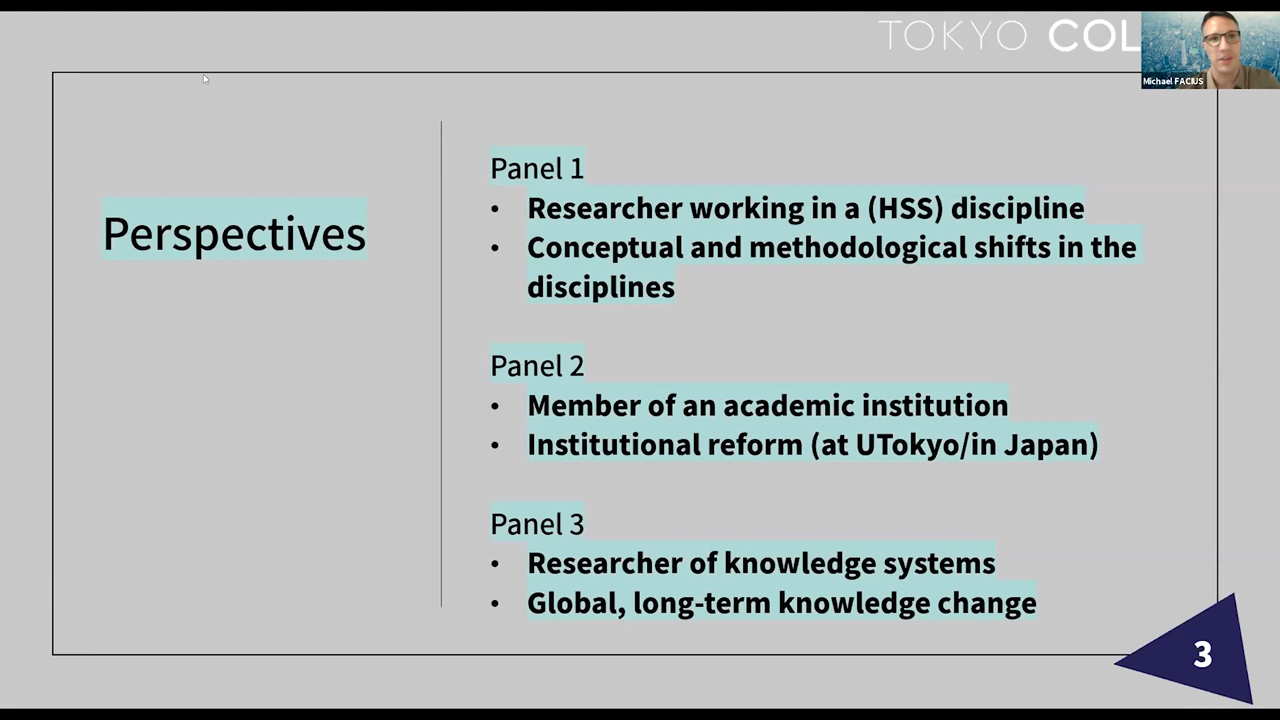 TOKYO COL
Michael FACIUS
Perspectives
Panel 1
• Researcher working in a (HSS) discipline
• Conceptual and methodological shifts in the
disciplines
Panel 2
• Member of an academic institution
• Institutional reform (at UTokyo/in Japan)
Panel 3
• Researcher of knowledge systems
• Global, long-term knowledge change
3